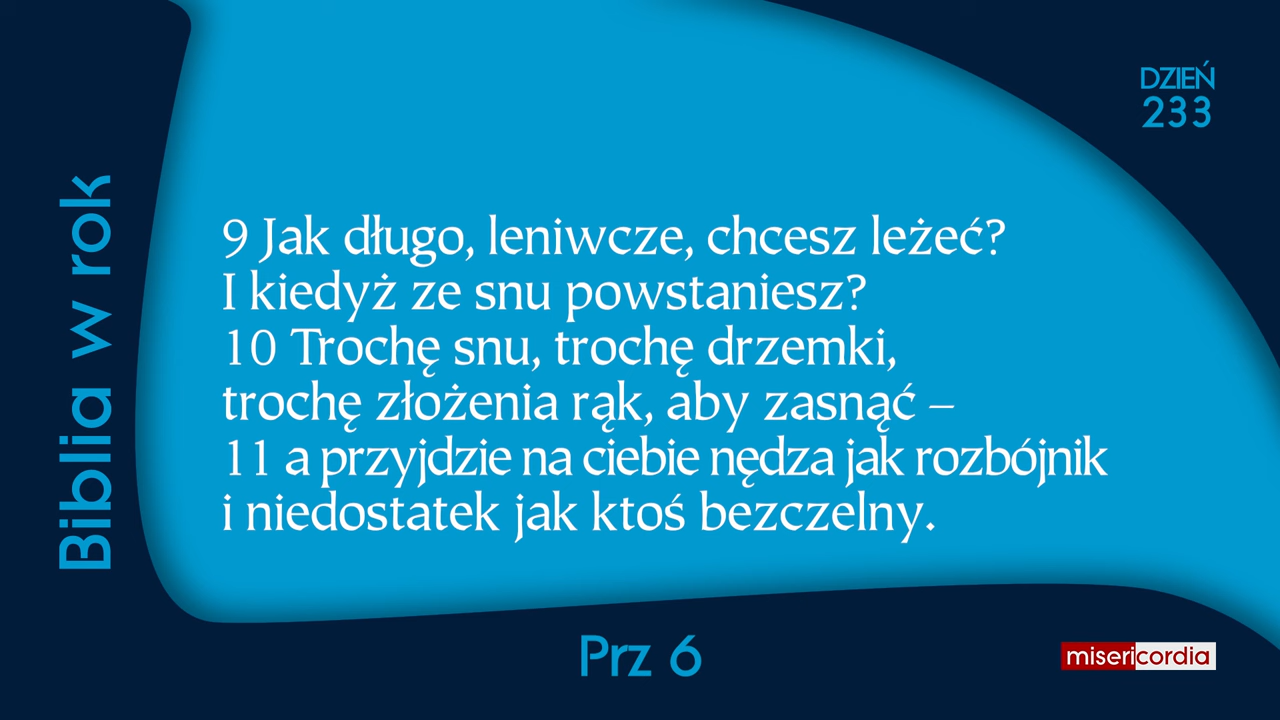 DZIEŃ
233
Biblia w rok
9 Jak długo, leniwcze, chcesz leżeć?
I kiedyż ze snu powstaniesz?
10 Trochę snu, trochę drzemki,
trochę złożenia rąk, aby zasnąć –
11 a przyjdzie na ciebie nędza jak rozbójnik
i niedostatek jak ktoś bezczelny.
Prz 6
misericordia